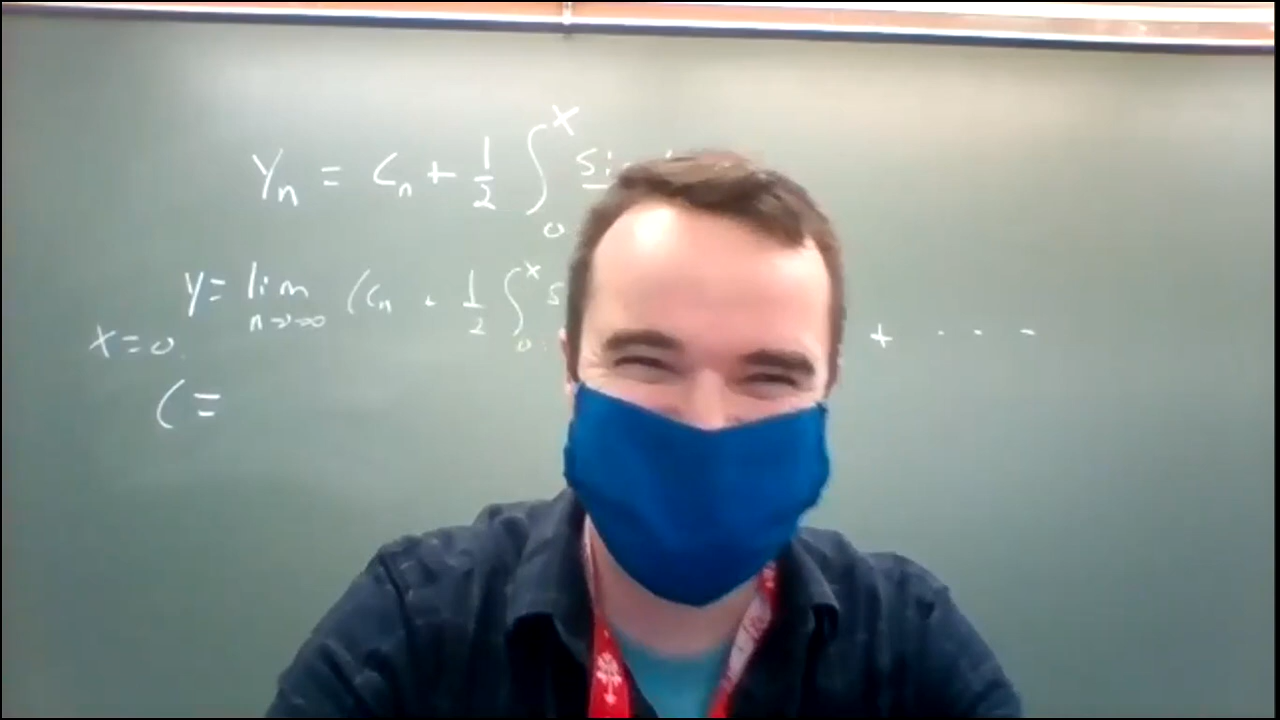 Yn = Cn + 1/2 ∫₀ˣ
y = lim n→∞ (Cn + 1/2 ∫₀ˣ + ...
x = 0
C =